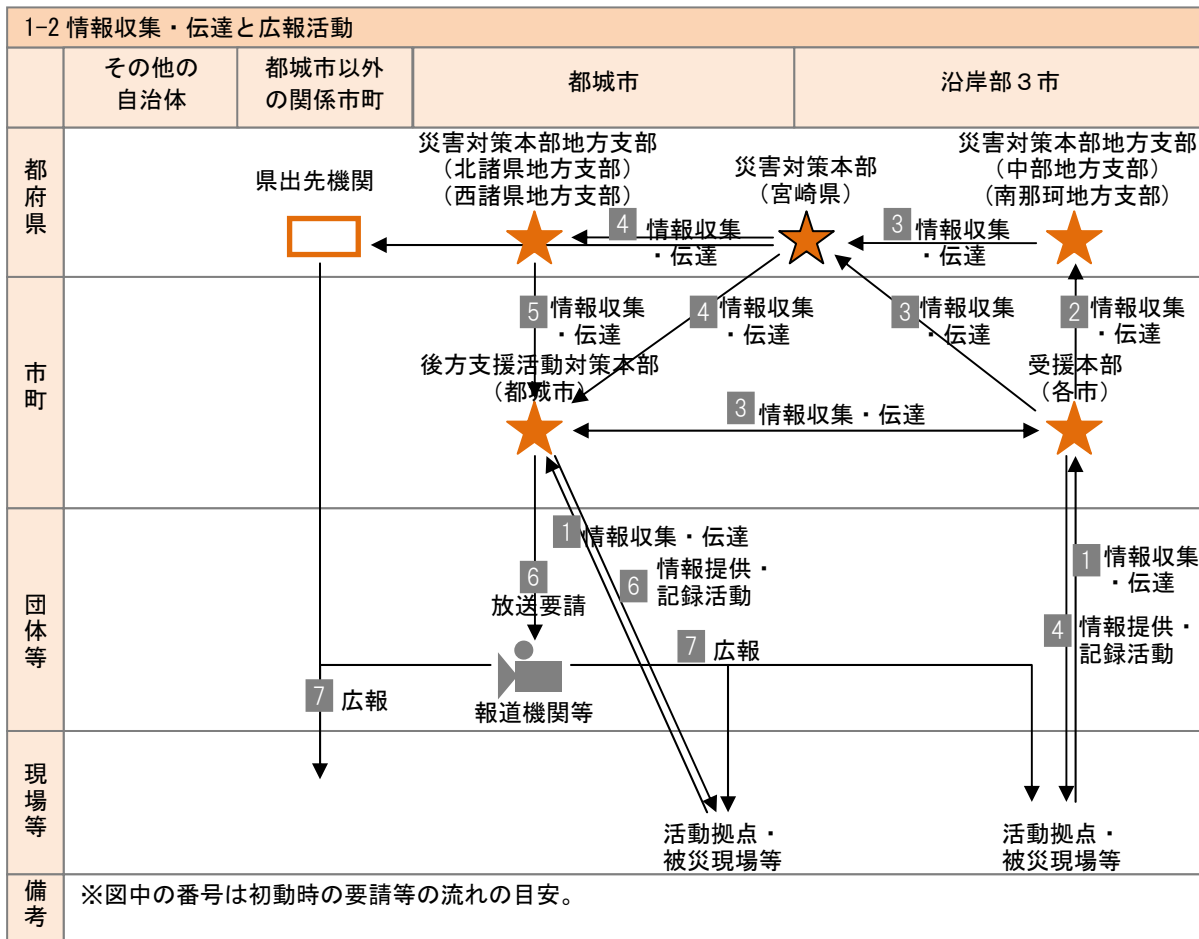 1-2 情報収集・伝達と広報活動
その他の
自治体
都城市以外
の関係市町
都城市
沿岸部3市
都府県
県出先機関
災害対策本部地方支部
(北諸県地方支部)
(西諸県地方支部)
災害対策本部
(宮崎県)
災害対策本部地方支部
(中部地方支部)
(南那珂地方支部)
4 情報収集
・伝達
3 情報収集
・伝達
市町
5 情報収集
・伝達
4 情報収集
・伝達
3 情報収集
・伝達
2 情報収集
・伝達
後方支援活動対策本部
(都城市)
受援本部
(各市)
3 情報収集・伝達
団体等
1 情報収集・伝達
6 情報提供・
記録活動
6
放送要請
1 情報収集
・伝達
4 情報提供・
記録活動
7 広報
7 広報
報道機関等
現場等
活動拠点・
被災現場等
活動拠点・
被災現場等
備考
※図中の番号は初動時の要請等の流れの目安。